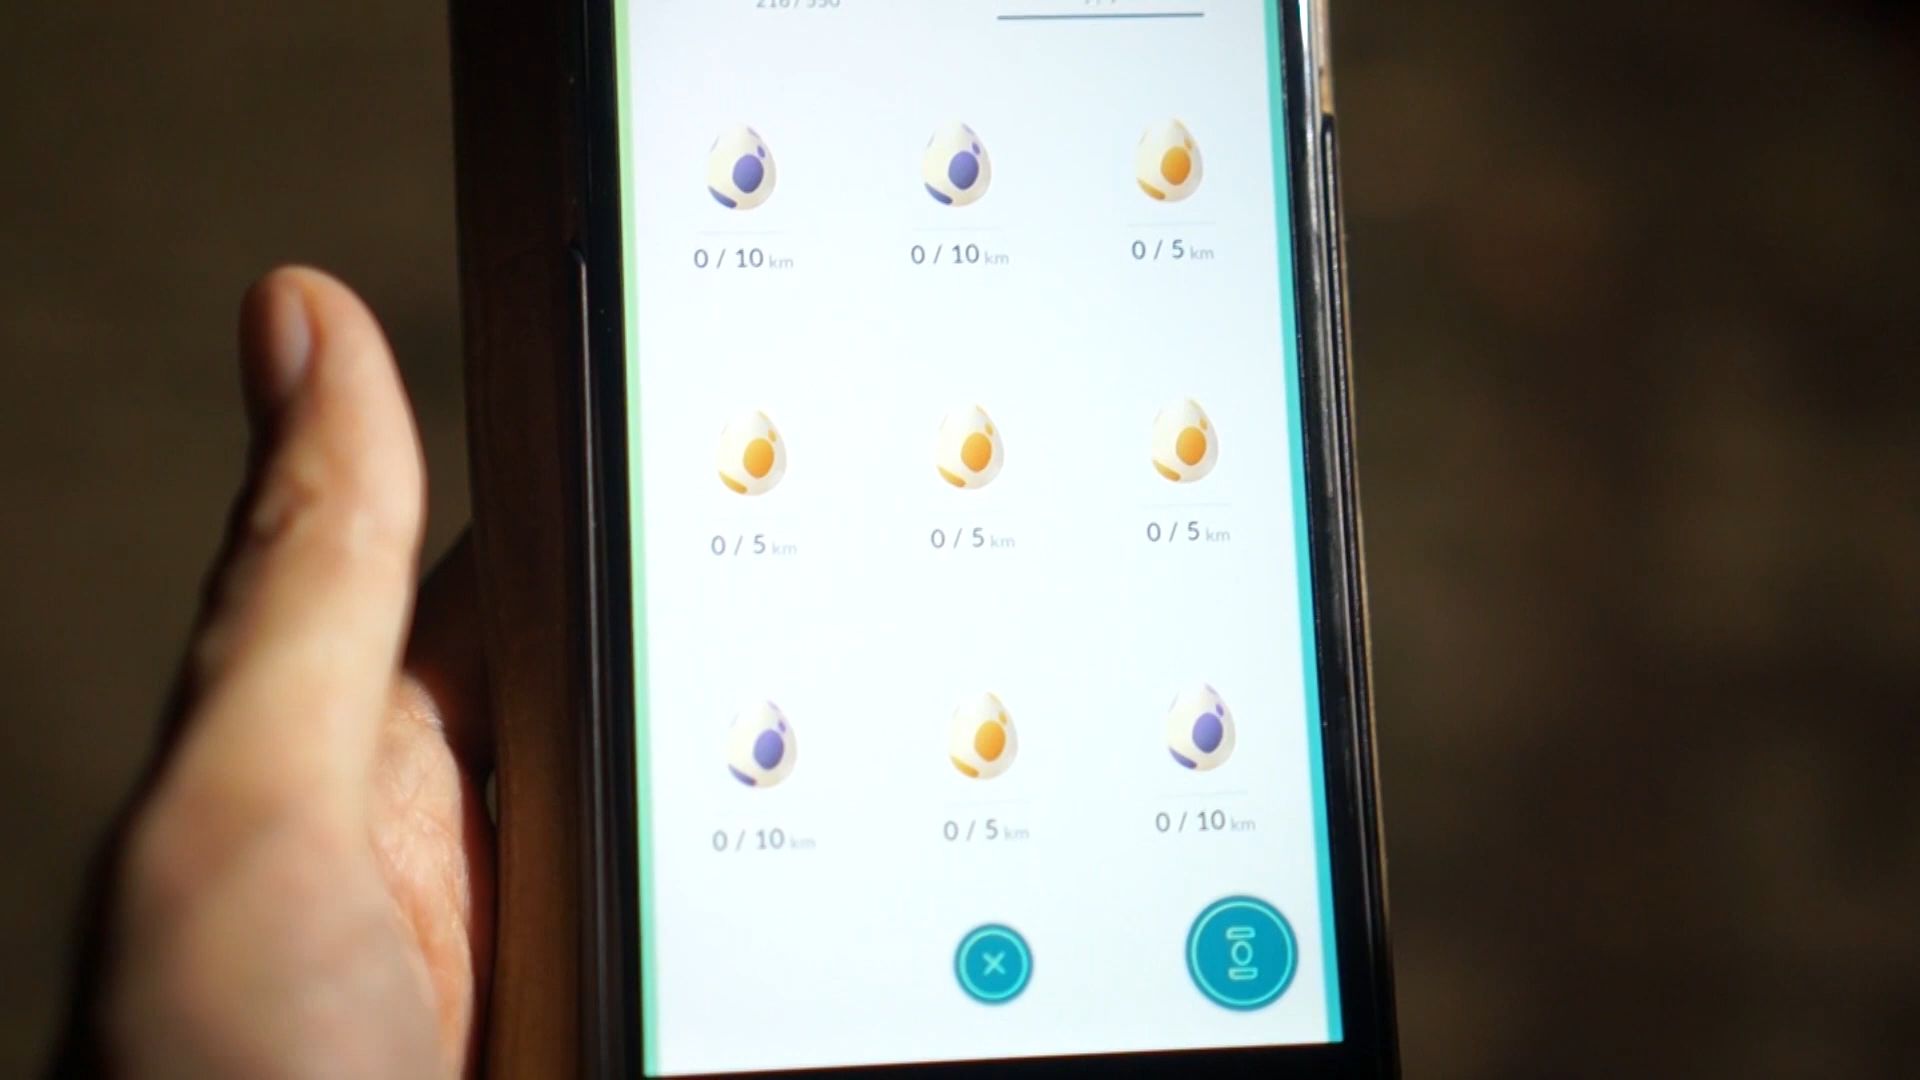 0 / 10 km 0 / 10 km 0 / 5 km
0 / 5 km 0 / 5 km 0 / 5 km
0 / 10 km 0 / 5 km 0 / 10 km